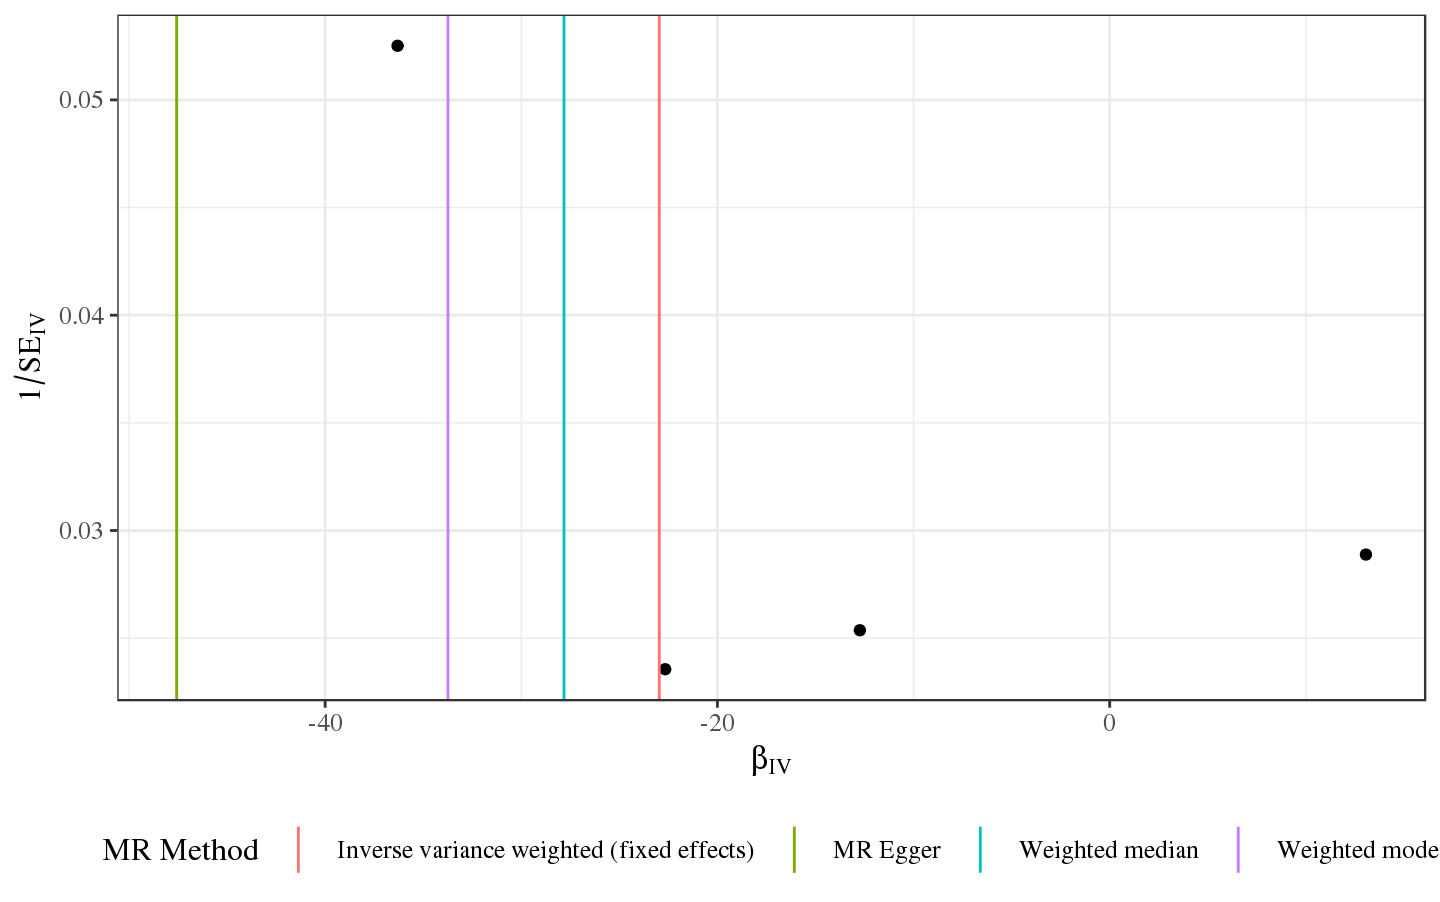 0.05
0.04
0.03
1/SE_IV
-40
-20
0
β_IV
MR Method
Inverse variance weighted (fixed effects)
MR Egger
Weighted median
Weighted mode